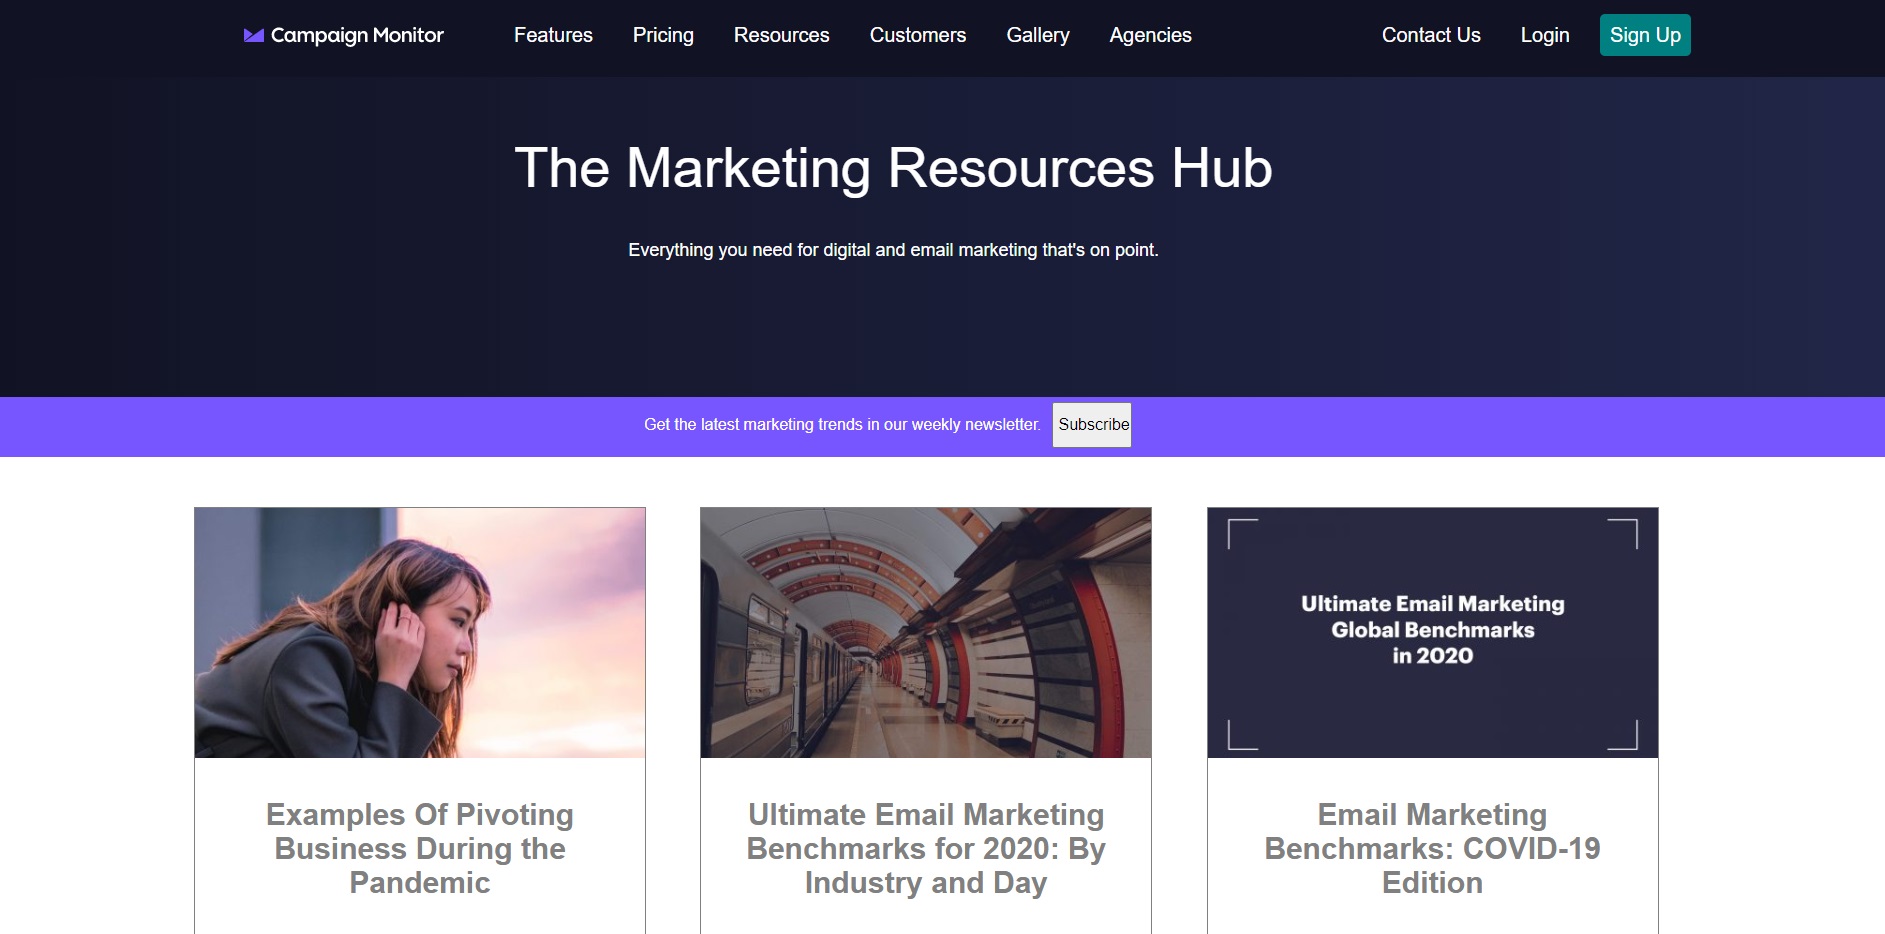 Campaign Monitor Features Pricing Resources Customers Gallery Agencies Contact Us Login Sign Up
The Marketing Resources Hub
Everything you need for digital and email marketing that's on point.
Get the latest marketing trends in our weekly newsletter. Subscribe
Ultimate Email Marketing
Global Benchmarks
in 2020
Examples Of Pivoting
Business During the
Pandemic
Ultimate Email Marketing
Benchmarks for 2020: By
Industry and Day
Email Marketing
Benchmarks: COVID-19
Edition